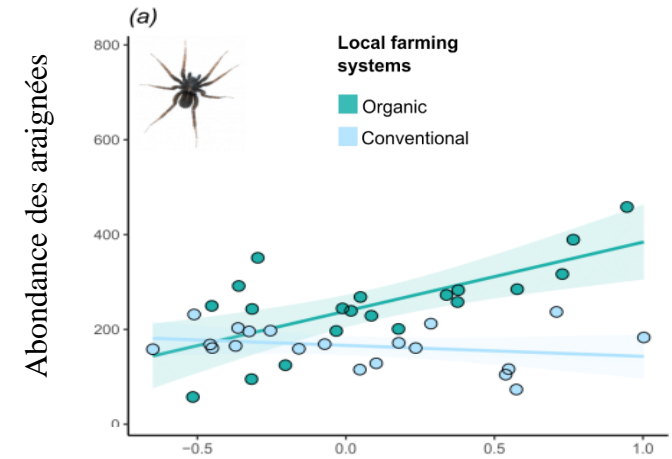 (a)
Abondance des araignées
800
600
400
200
0
Local farming
systems
Organic
Conventional
−0.5
0.0
0.5
1.0